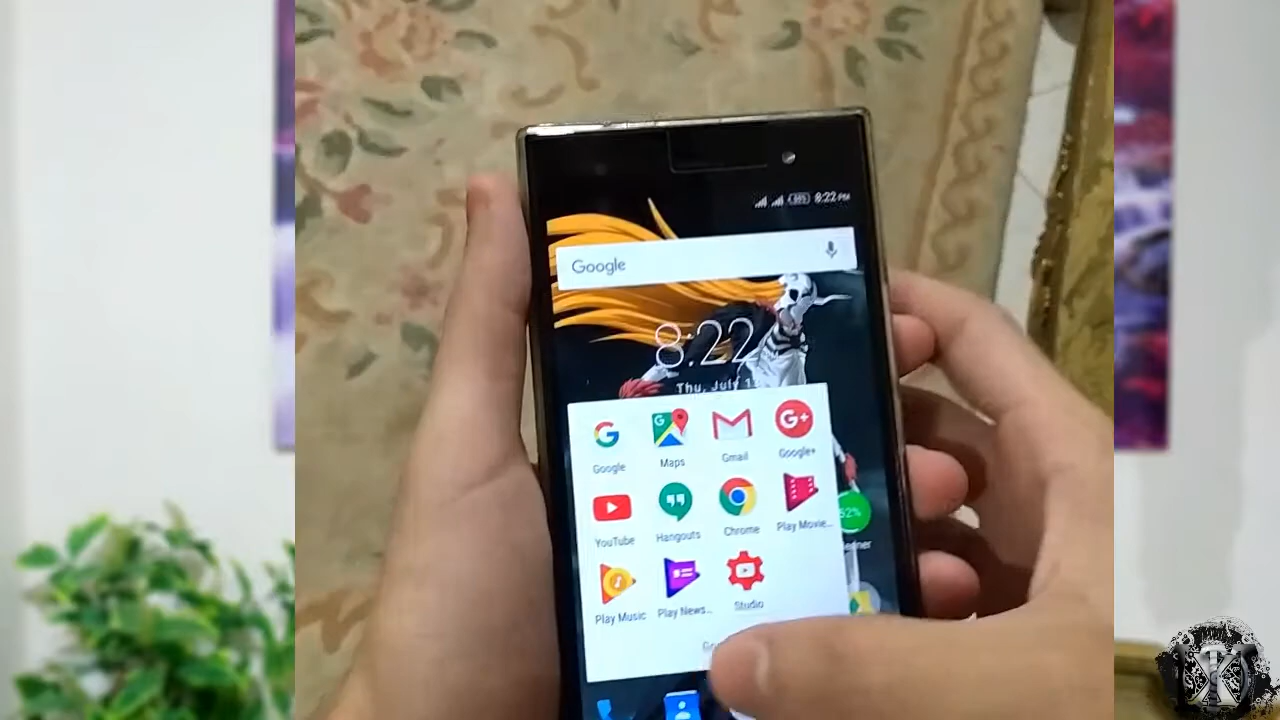 8:22 PM
Google
8:22
Thu, July 1
Google Maps Gmail Google+
YouTube Hangouts Chrome Play Movie...
Play Music Play News... Studio
52%